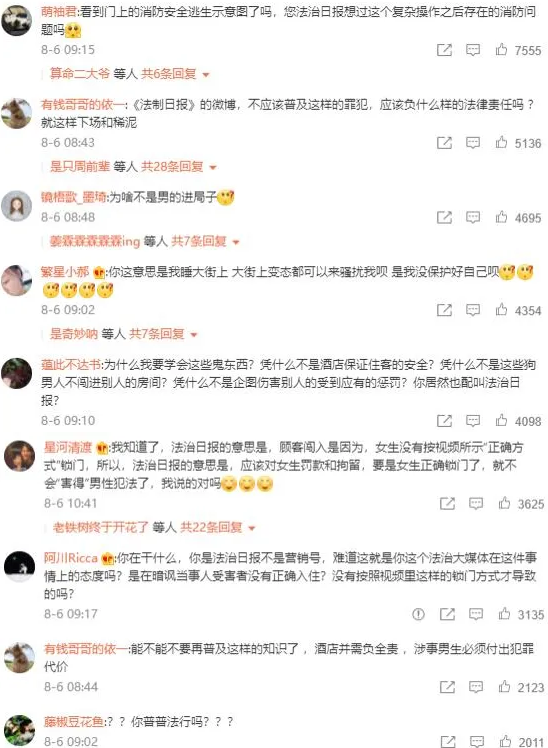 萌袖君:看到门上的消防安全逃生示意图了吗，您法治日报想过这个复杂操作之后存在的消防问
题吗
8-6 09:15
7555
算命二大爷 等人 共6条回复
有钱哥哥的依一:《法制日报》的微博，不应该普及这样的罪犯，应该负什么样的法律责任吗？
就这样下场和稀泥
8-6 08:43
5136
是只周前辈 等人 共28条回复
镜梧歌_墨琦:为啥不是男的进局子
8-6 08:48
4695
姜霖霖霖霖霖ing 等人 共7条回复
繁星小郝:你这意思是我睡大街上 大街上变态都可以来骚扰我呗 是我没保护好自己呗
8-6 09:02
4354
是奇妙呐 等人 共7条回复
蕴此不达书:为什么我要学会这些鬼东西？凭什么不是酒店保证住客的安全？凭什么不是这些狗
男人不闯进别人的房间？凭什么不是企图伤害别人的受到应有的惩罚？你居然也配叫法治日
报？
8-6 09:10
4098
星河清渡:我知道了，法治日报的意思是，顾客闯入是因为，女生没有按视频所示“正确方
式”锁门，所以，法治日报的意思是，应该对女生罚款和拘留，要是女生正确锁门了，就不
会“害得”男性犯法了，我说的对吗
8-6 10:41
3625
老铁树终于开花了 等人 共22条回复
阿川Ricca:你在干什么，你是法治日报不是营销号，难道这就是你这个法治大媒体在这件事
情上的态度吗？是在暗讽当事人受害者没有正确入住？没有按照视频里这样的锁门方式才导致
的吗？
8-6 09:17
3135
有钱哥哥的依一:能不能不要再普及这样的知识了，酒店并需负全责，涉事男生必须付出犯罪
代价
8-6 08:44
2123
藤椒豆花鱼:？？你普普法行吗？？？
8-6 09:02
2011